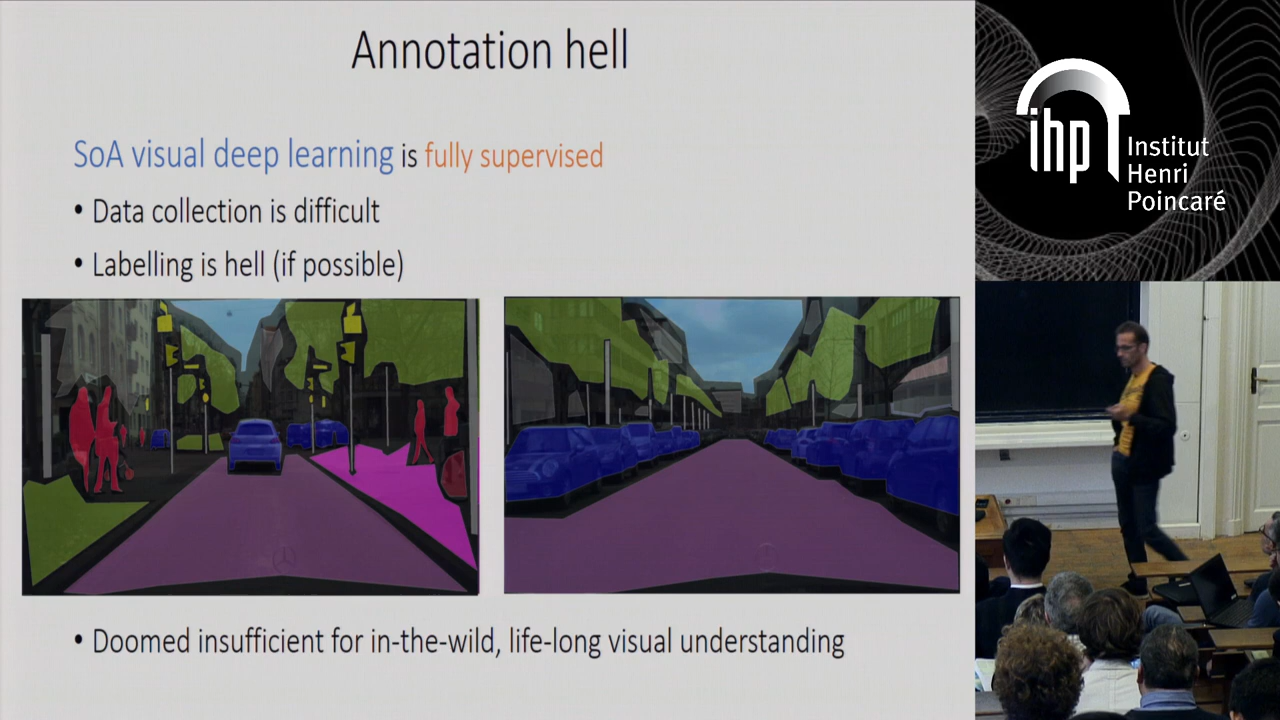 Annotation hell
SoA visual deep learning is fully supervised
• Data collection is difficult
• Labelling is hell (if possible)
• Doomed insufficient for in-the-wild, life-long visual understanding
ihp Institut
Henri
Poincaré